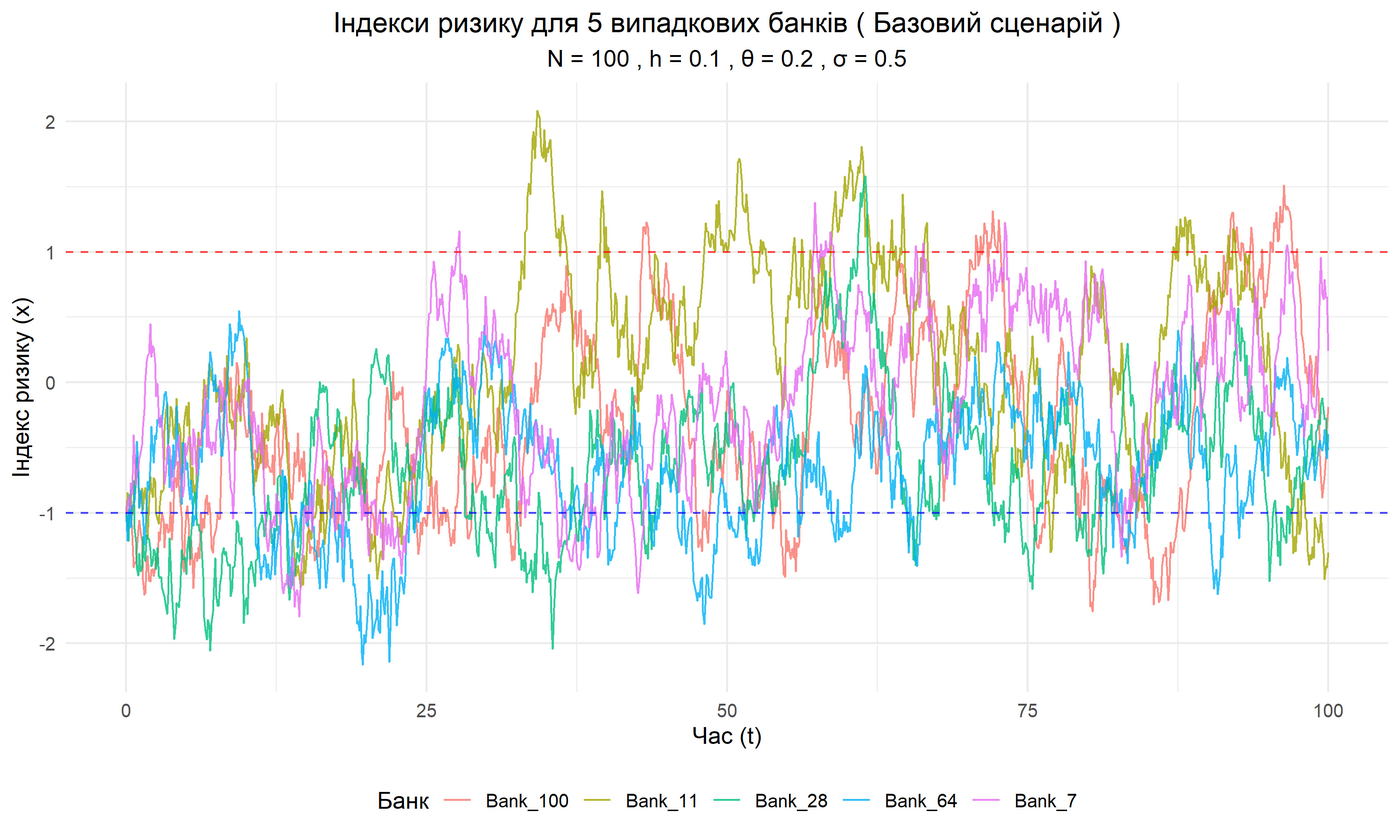 Індекси ризику для 5 випадкових банків ( Базовий сценарій )
N = 100 , h = 0.1 , θ = 0.2 , σ = 0.5
Індекс ризику (x)
2
1
0
-1
-2
0 25 50 75 100
Час (t)
Банк Bank_100 Bank_11 Bank_28 Bank_64 Bank_7